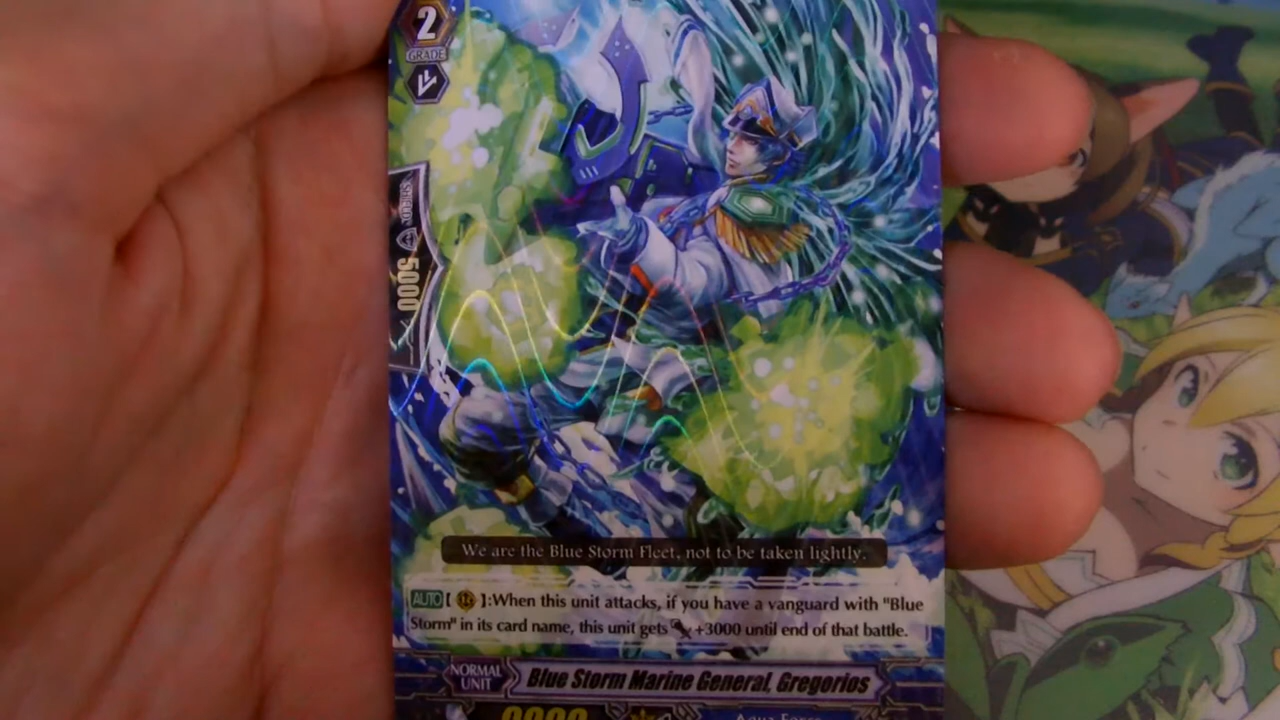 2
GRADE
SHIELD
5000
We are the Blue Storm Fleet, not to be taken lightly.
AUTO [ ]:When this unit attacks, if you have a vanguard with "Blue
Storm" in its card name, this unit gets +3000 until end of that battle.
NORMAL
UNIT
Blue Storm Marine General, Gregorios
Aqua Force